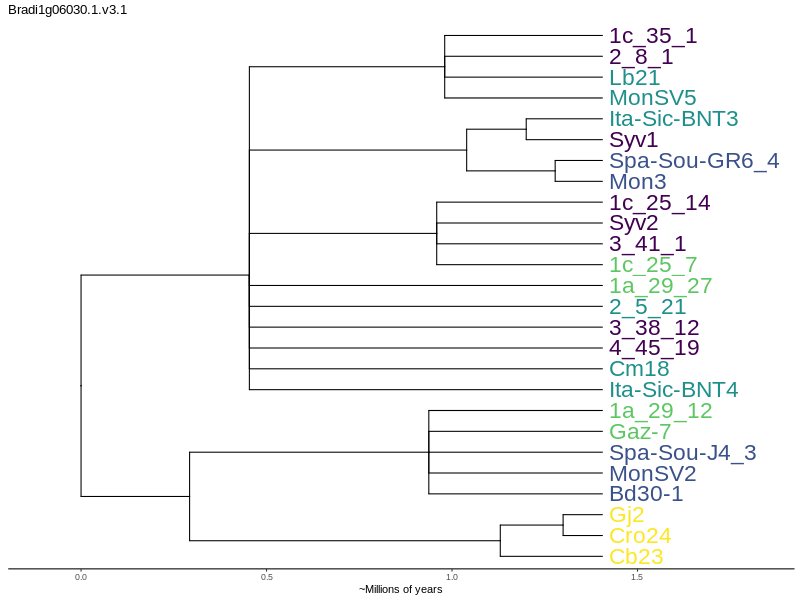 Bradi1g06030.1.v3.1
1c_35_1
2_8_1
Lb21
MonSV5
Ita-Sic-BNT3
Syv1
Spa-Sou-GR6_4
Mon3
1c_25_14
Syv2
3_41_1
1c_25_7
1a_29_27
2_5_21
3_38_12
4_45_19
Cm18
Ita-Sic-BNT4
1a_29_12
Gaz-7
Spa-Sou-J4_3
MonSV2
Bd30-1
Gj2
Cro24
Cb23
0.0 0.5 1.0 1.5
~Millions of years